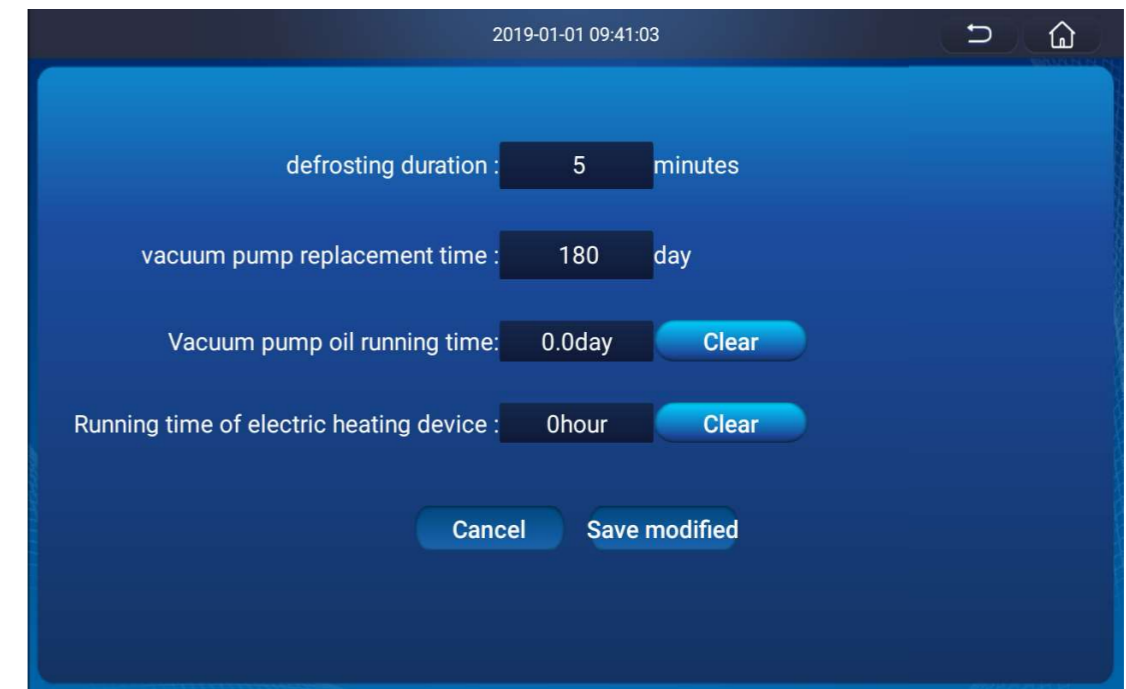 2019-01-01 09:41:03
defrosting duration : 5 minutes
vacuum pump replacement time : 180 day
Vacuum pump oil running time: 0.0day Clear
Running time of electric heating device : 0hour Clear
Cancel Save modified